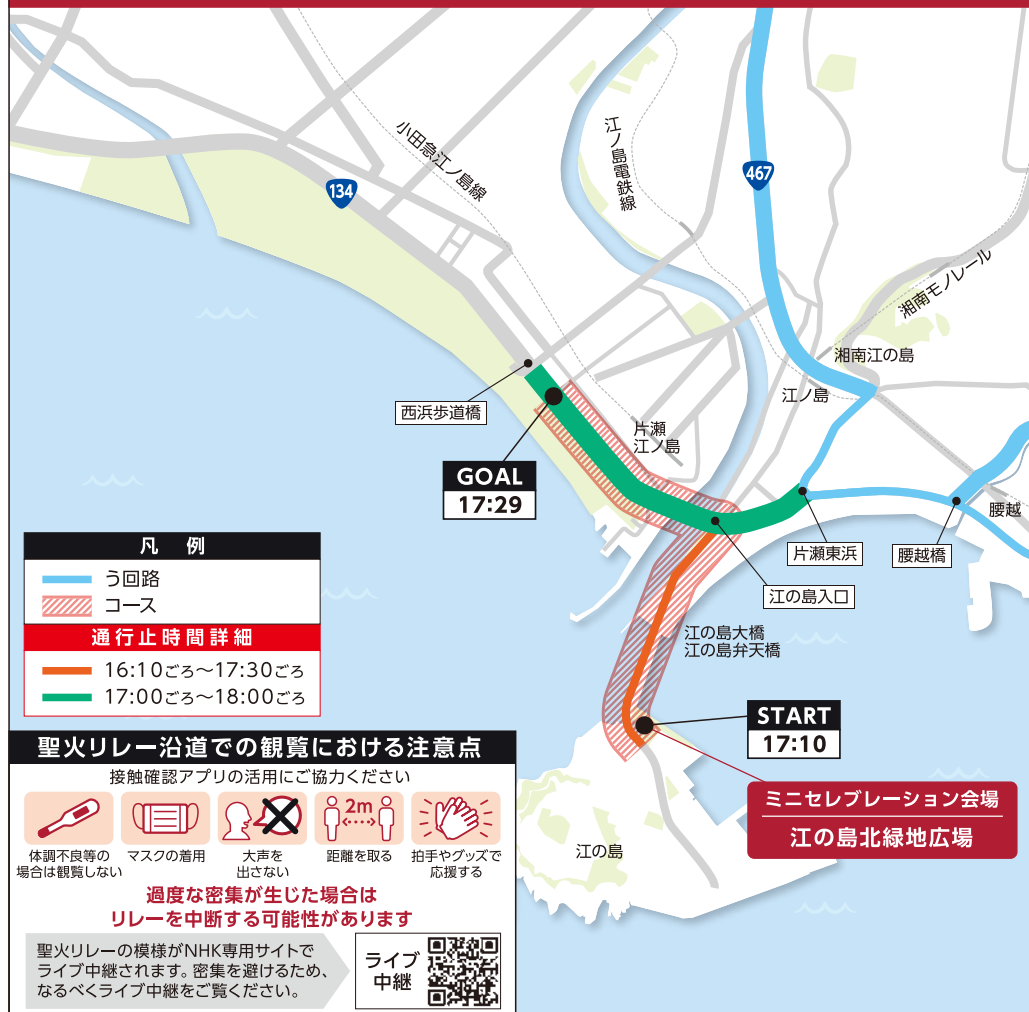 小田急江ノ島線
江ノ島電鉄線
134
467
湘南モノレール
湘南江の島
江ノ島
西浜歩道橋
片瀬
江ノ島
GOAL
17:29
腰越
片瀬東浜
腰越橋
江の島入口
江の島大橋
江の島弁天橋
START
17:10
ミニセレブレーション会場
江の島北緑地広場
江の島
凡 例
う回路
コース
通行止時間詳細
16:10ごろ〜17:30ごろ
17:00ごろ〜18:00ごろ
聖火リレー沿道での観覧における注意点
接触確認アプリの活用にご協力ください
2m
体調不良等の
場合は観覧しない
マスクの着用
大声を
出さない
距離を取る
拍手やグッズで
応援する
過度な密集が生じた場合は
リレーを中断する可能性があります
聖火リレーの模様がNHK専用サイトで
ライブ中継されます。密集を避けるため、
なるべくライブ中継をご覧ください。
ライブ
中継